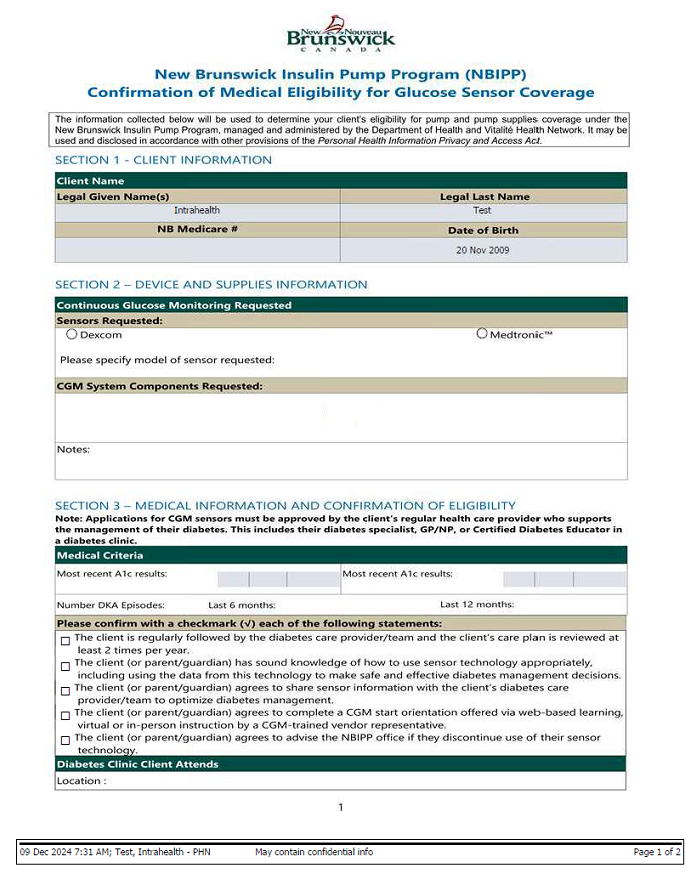 New Nouveau
Brunswick
CANADA
New Brunswick Insulin Pump Program (NBIPP)
Confirmation of Medical Eligibility for Glucose Sensor Coverage
The information collected below will be used to determine your client's eligibility for pump and pump supplies coverage under the
New Brunswick Insulin Pump Program, managed and administered by the Department of Health and Vitalité Health Network. It may be
used and disclosed in accordance with other provisions of the Personal Health Information Privacy and Access Act.
SECTION 1 - CLIENT INFORMATION
Client Name
Legal Given Name(s) Legal Last Name
Intrahealth Test
NB Medicare # Date of Birth
20 Nov 2009
SECTION 2 – DEVICE AND SUPPLIES INFORMATION
Continuous Glucose Monitoring Requested
Sensors Requested:
Dexcom Medtronic™
Please specify model of sensor requested:
CGM System Components Requested:
Notes:
SECTION 3 – MEDICAL INFORMATION AND CONFIRMATION OF ELIGIBILITY
Note: Applications for CGM sensors must be approved by the client's regular health care provider who supports
the management of their diabetes. This includes their diabetes specialist, GP/NP, or Certified Diabetes Educator in
a diabetes clinic.
Medical Criteria
Most recent A1c results: Most recent A1c results:
Number DKA Episodes: Last 6 months: Last 12 months:
Please confirm with a checkmark (√) each of the following statements:
The client is regularly followed by the diabetes care provider/team and the client's care plan is reviewed at
least 2 times per year.
The client (or parent/guardian) has sound knowledge of how to use sensor technology appropriately,
including using the data from this technology to make safe and effective diabetes management decisions.
The client (or parent/guardian) agrees to share sensor information with the client's diabetes care
provider/team to optimize diabetes management.
The client (or parent/guardian) agrees to complete a CGM start orientation offered via web-based learning,
virtual or in-person instruction by a CGM-trained vendor representative.
The client (or parent/guardian) agrees to advise the NBIPP office if they discontinue use of their sensor
technology.
Diabetes Clinic Client Attends
Location :
1
09 Dec 2024 7:31 AM; Test, Intrahealth - PHN May contain confidential info Page 1 of 2